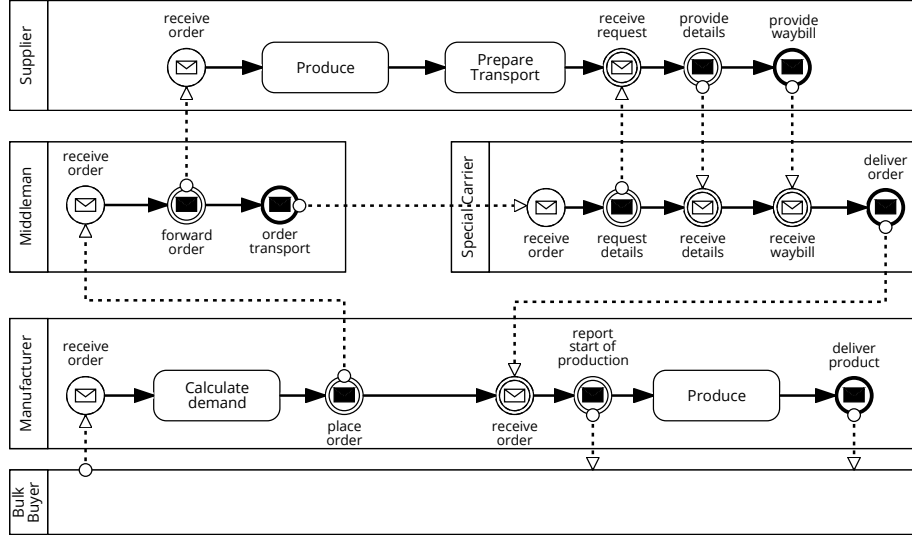 Supplier
receive
order
Produce
Prepare
Transport
receive
request
provide
details
provide
waybill
Middleman
receive
order
forward
order
order
transport
Special Carrier
receive
order
request
details
receive
details
receive
waybill
deliver
order
Manufacturer
receive
order
Calculate
demand
place
order
receive
order
report
start of
production
Produce
deliver
product
Bulk
Buyer